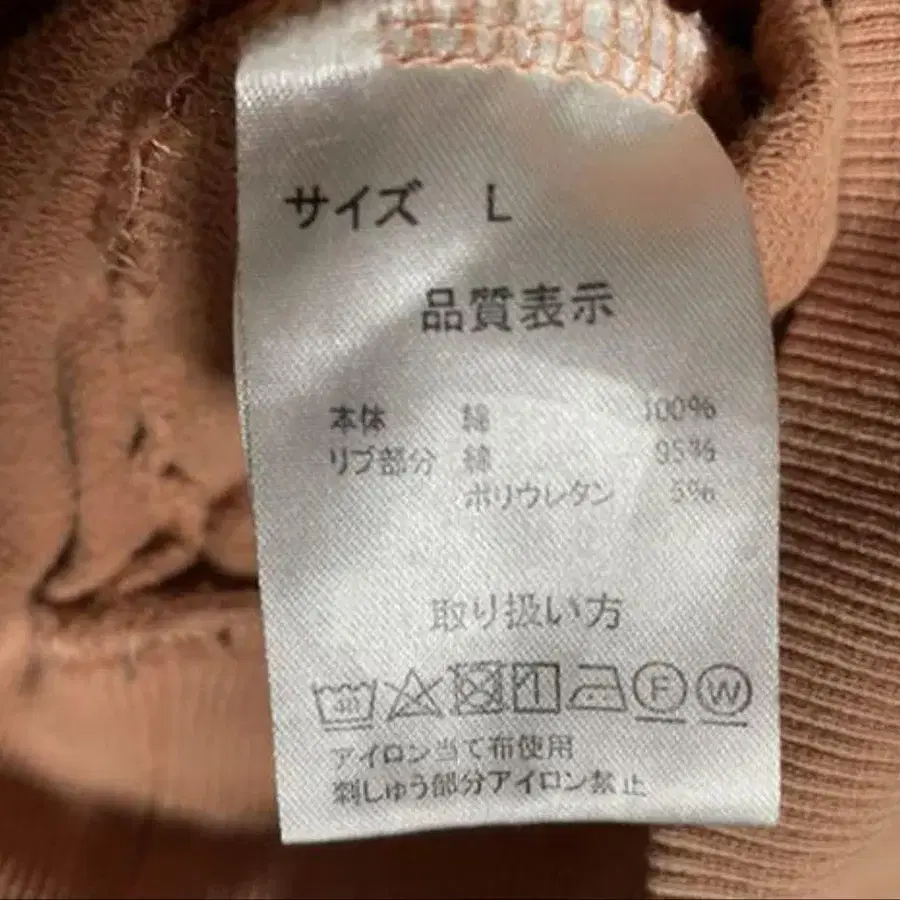 サイズ L
品質表示
本体 綿 100%
リブ部分 綿 95%
ポリウレタン 5%
取り扱い方
40 F W
アイロン当て布使用
刺しゅう部分アイロン禁止